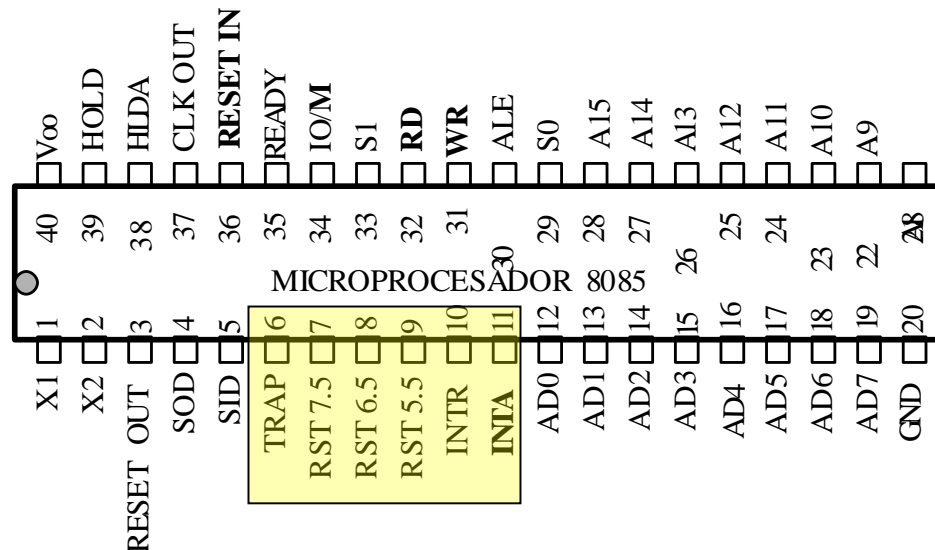 Vcc HOLD HLDA CLK OUT RESET IN READY IO/M S1 RD WR ALE S0 A15 A14 A13 A12 A11 A10 A9
40 39 38 37 36 35 34 33 32 31 30 29 28 27 26 25 24 23 22
MICROPROCESADOR 8085
1 2 3 4 5 6 7 8 9 10 11 12 13 14 15 16 17 18 19 20
X1 X2 RESET OUT SOD SID TRAP RST 7.5 RST 6.5 RST 5.5 INTR INTA AD0 AD1 AD2 AD3 AD4 AD5 AD6 AD7 GND